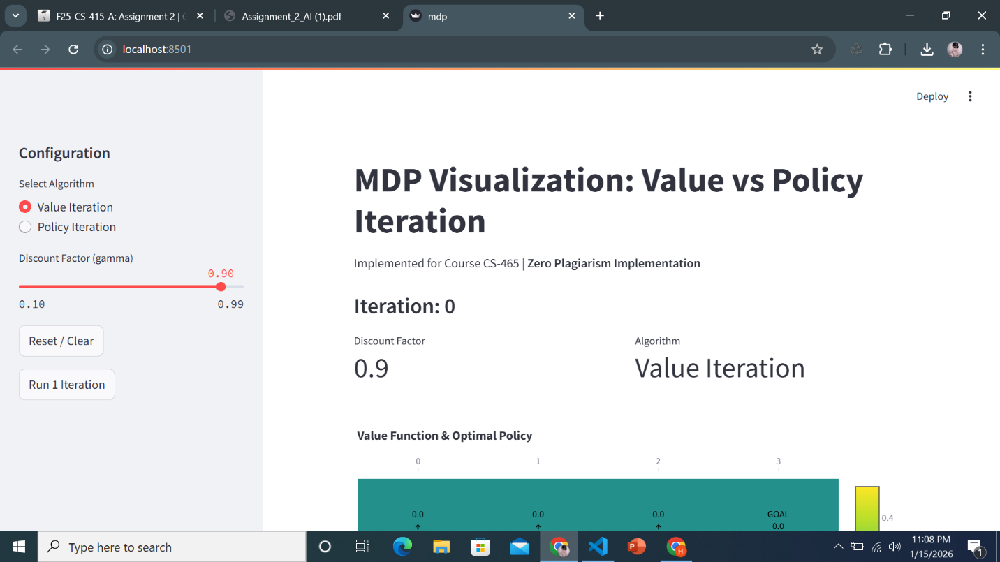 F25-CS-415-A: Assignment 2 |
Assignment_2_AI (1).pdf
mdp
localhost:8501
Deploy
Configuration
Select Algorithm
Value Iteration
Policy Iteration
Discount Factor (gamma)
0.90
0.10 0.99
Reset / Clear
Run 1 Iteration
MDP Visualization: Value vs Policy
Iteration
Implemented for Course CS-465 | Zero Plagiarism Implementation
Iteration: 0
Discount Factor Algorithm
0.9 Value Iteration
Value Function & Optimal Policy
0 1 2 3
0.0 0.0 0.0 GOAL
↑ ↑ ↑ 0.0
0.4
Type here to search
H
11:08 PM
1/15/2026
1